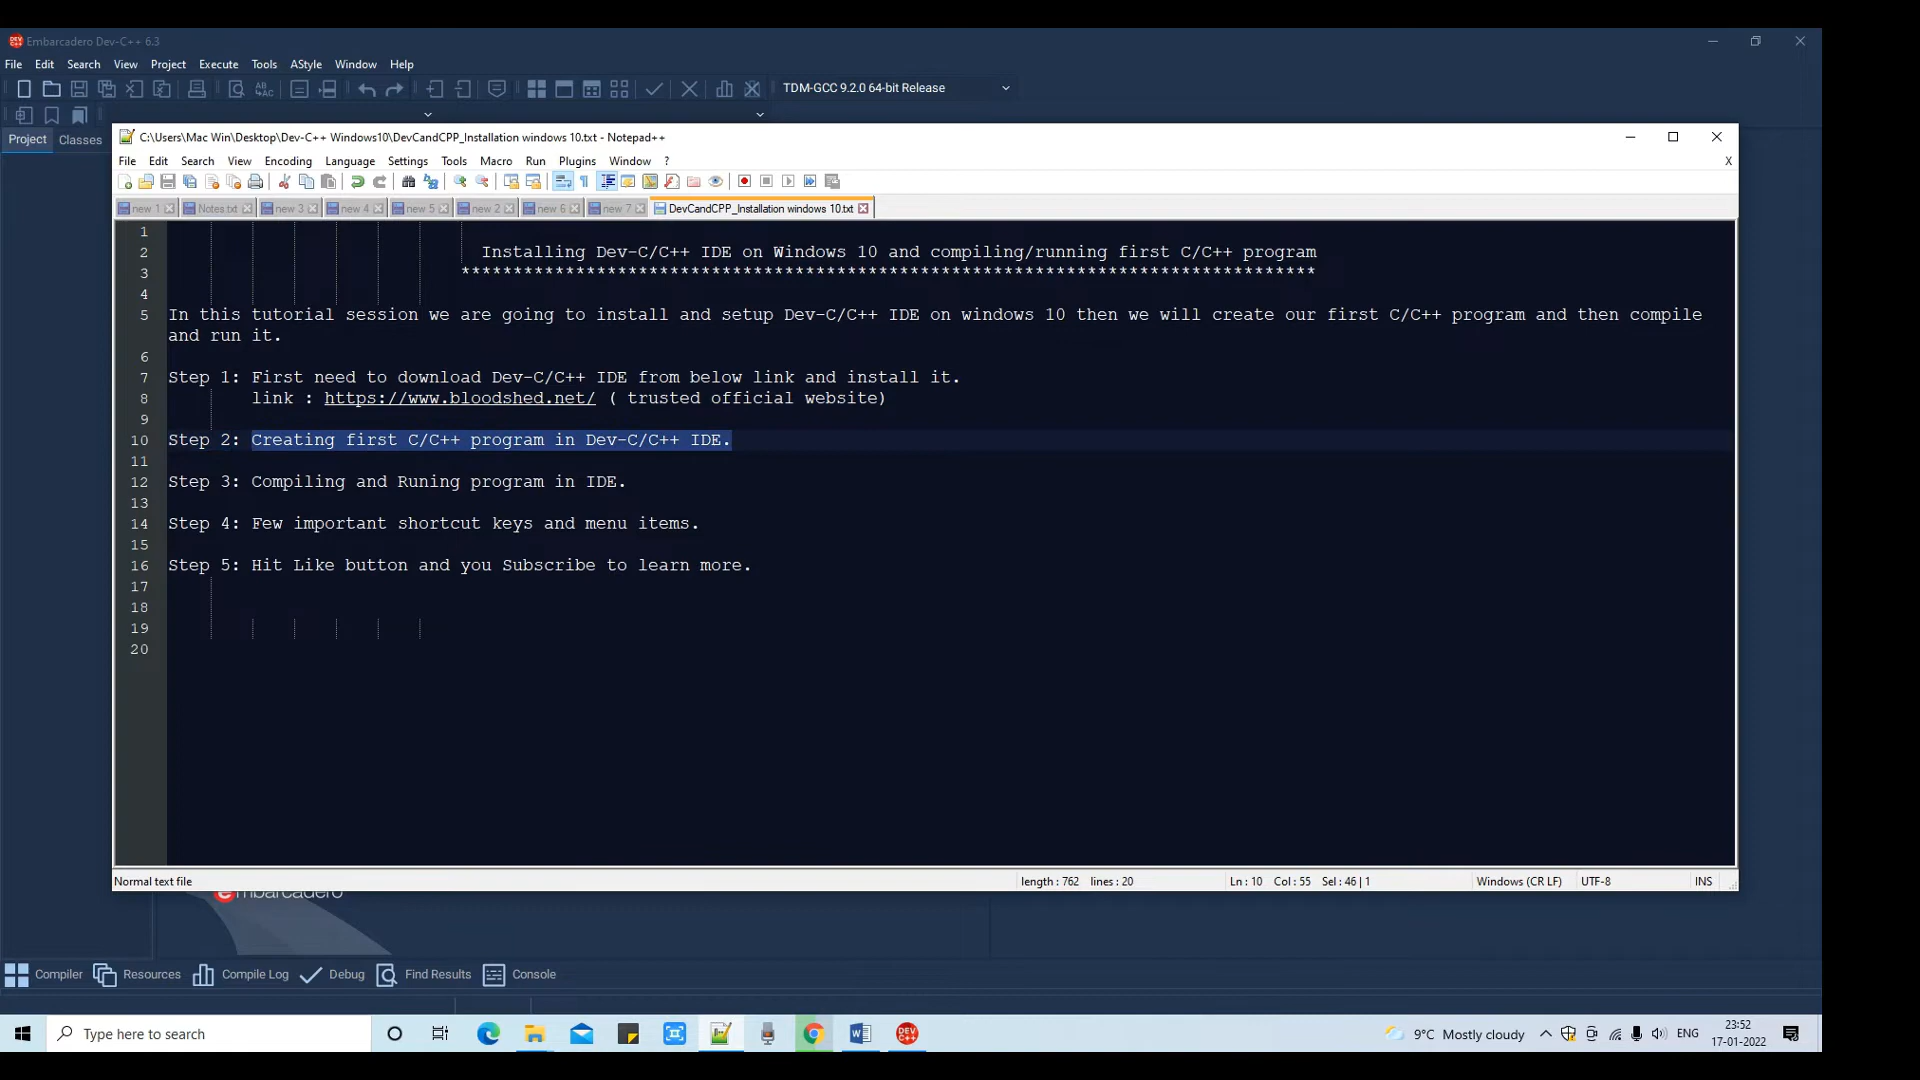 Embarcadero Dev-C++ 6.3
File Edit Search View Project Execute Tools AStyle Window Help
TDM-GCC 9.2.0 64-bit Release
Project Classes
C:\Users\Mac Win\Desktop\Dev-C++ Windows10\DevCandCPP_Installation windows 10.txt - Notepad++
File Edit Search View Encoding Language Settings Tools Macro Run Plugins Window ? X
new 1 Notes.txt new 3 new 4 new 5 new 2 new 6 new 7 DevCandCPP_Installation windows 10.txt
1
2 Installing Dev-C/C++ IDE on Windows 10 and compiling/running first C/C++ program
3 **********************************************************************************
4
5 In this tutorial session we are going to install and setup Dev-C/C++ IDE on windows 10 then we will create our first C/C++ program and then compile
and run it.
6
7 Step 1: First need to download Dev-C/C++ IDE from below link and install it.
8 link : https://www.bloodshed.net/ ( trusted official website)
9
10 Step 2: Creating first C/C++ program in Dev-C/C++ IDE.
11
12 Step 3: Compiling and Runing program in IDE.
13
14 Step 4: Few important shortcut keys and menu items.
15
16 Step 5: Hit Like button and you Subscribe to learn more.
17
18
19
20
Normal text file length : 762 lines : 20 Ln : 10 Col : 55 Sel : 46 | 1 Windows (CR LF) UTF-8 INS
embarcadero
Compiler Resources Compile Log Debug Find Results Console
Type here to search
9°C Mostly cloudy ENG 23:52
17-01-2022